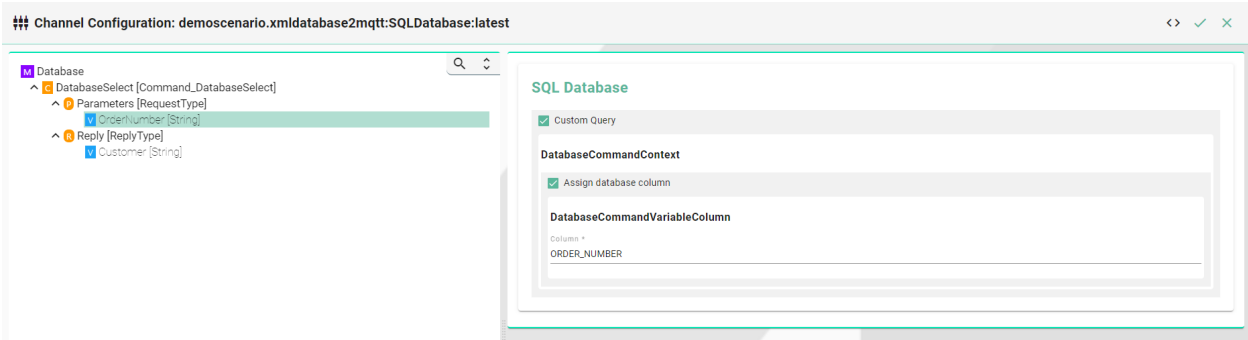 Channel Configuration: demoscenario.xmldatabase2mqtt:SQLDatabase:latest
M Database
C DatabaseSelect [Command_DatabaseSelect]
P Parameters [RequestType]
V OrderNumber [String]
R Reply [ReplyType]
V Customer [String]
SQL Database
Custom Query
DatabaseCommandContext
Assign database column
DatabaseCommandVariableColumn
Column *
ORDER_NUMBER